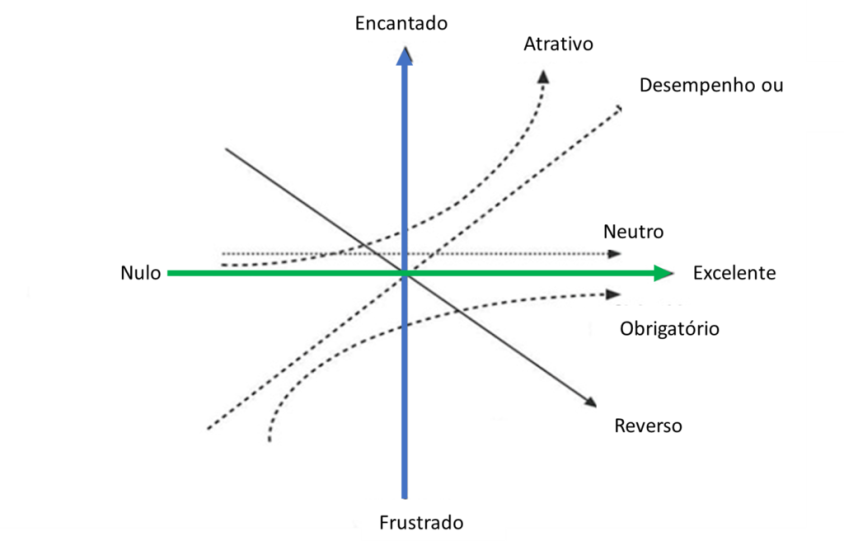 Encantado
Atrativo
Desempenho ou
Neutro
Nulo
Excelente
Obrigatório
Reverso
Frustrado